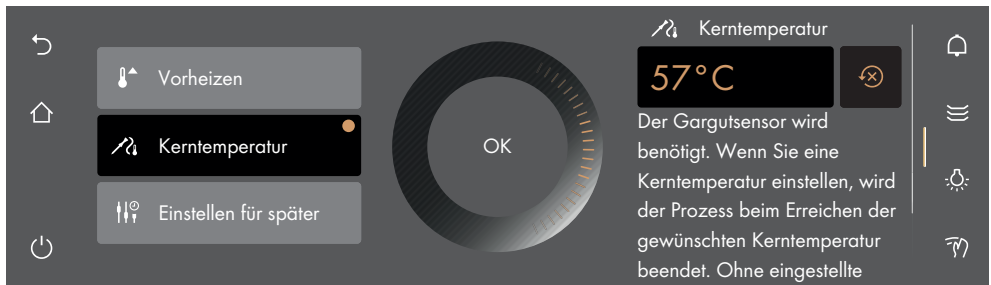 Vorheizen
Kerntemperatur
Einstellen für später
OK
Kerntemperatur
57°C
Der Gargutsensor wird
benötigt. Wenn Sie eine
Kerntemperatur einstellen, wird
der Prozess beim Erreichen der
gewünschten Kerntemperatur
beendet. Ohne eingestellte